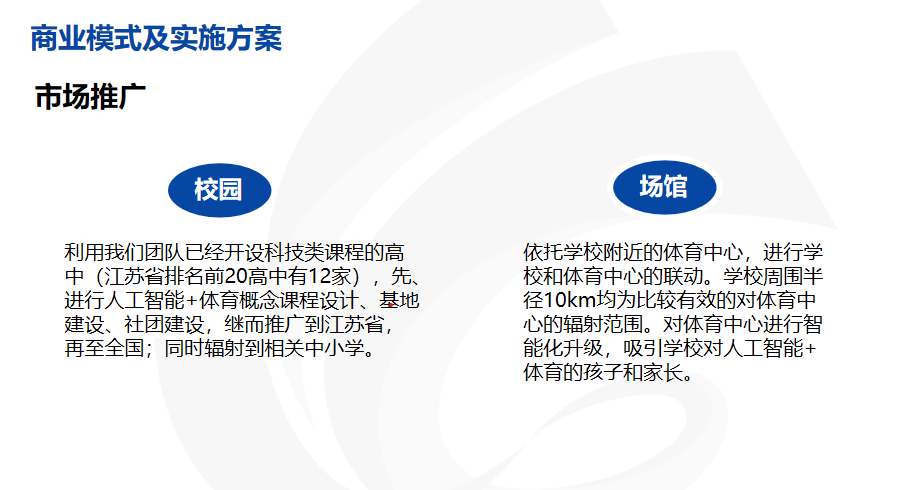 商业模式及实施方案
市场推广
校园
利用我们团队已经开设科技类课程的高
中（江苏省排名前20高中有12家），先、
进行人工智能+体育概念课程设计、基地
建设、社团建设，继而推广到江苏省，
再至全国；同时辐射到相关中小学。
场馆
依托学校附近的体育中心，进行学
校和体育中心的联动。学校周围半
径10km均为比较有效的对体育中
心的辐射范围。对体育中心进行智
能化升级，吸引学校对人工智能+
体育的孩子和家长。